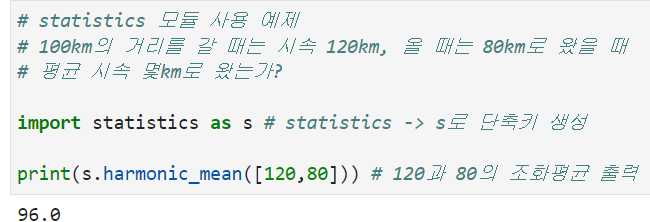 # statistics 모듈 사용 예제
# 100km의 거리를 갈 때는 시속 120km, 올 때는 80km로 왔을 때
# 평균 시속 몇km로 왔는가?
import statistics as s # statistics -> s로 단축키 생성
print(s.harmonic_mean([120,80])) # 120과 80의 조화평균 출력
96.0